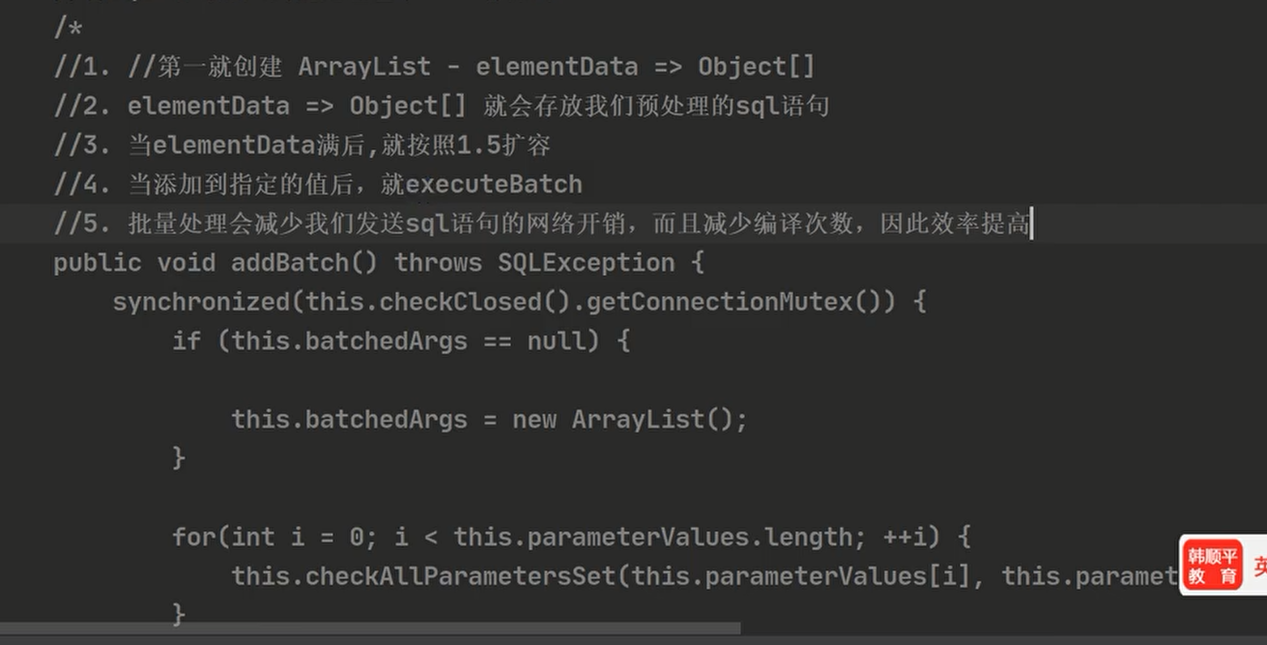 /*
//1. //第一就创建 ArrayList - elementData => Object[]
//2. elementData => Object[] 就会存放我们预处理的sql语句
//3. 当elementData满后,就按照1.5扩容
//4. 当添加到指定的值后，就executeBatch
//5. 批量处理会减少我们发送sql语句的网络开销，而且减少编译次数，因此效率提高
public void addBatch() throws SQLException {
synchronized(this.checkClosed().getConnectionMutex()) {
if (this.batchedArgs == null) {
this.batchedArgs = new ArrayList();
}
for(int i = 0; i < this.parameterValues.length; ++i) {
this.checkAllParametersSet(this.parameterValues[i], this.paramet
}
韩顺平
教育
英